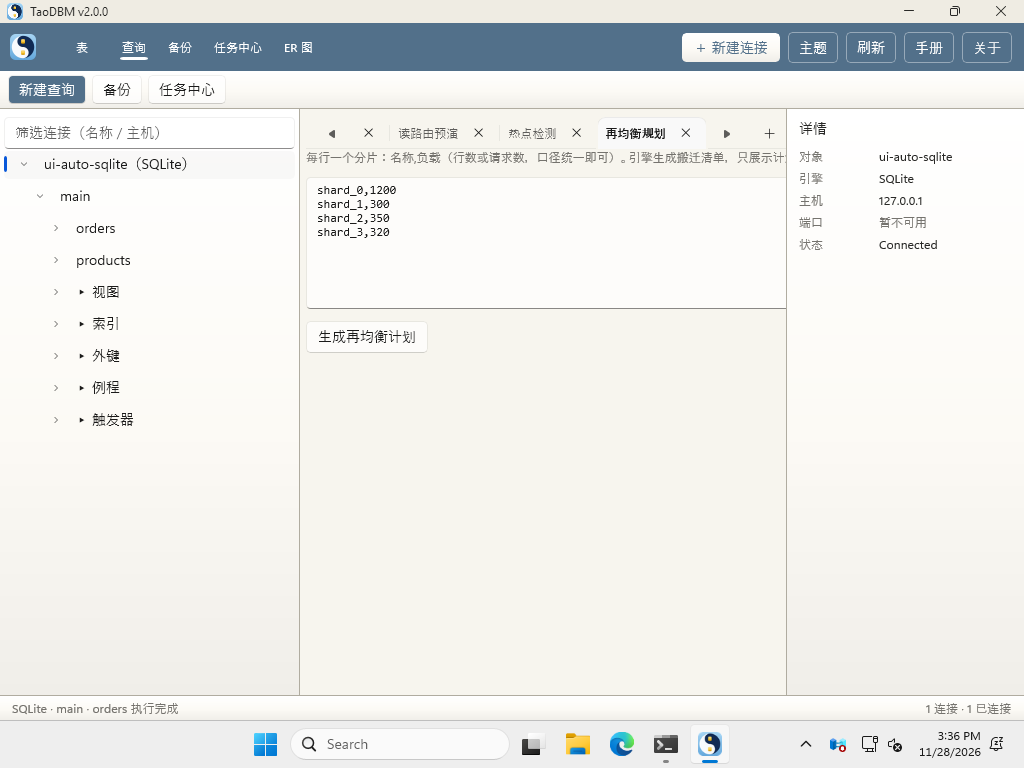 TaoDBM v2.0.0
表 查询 备份 任务中心 ER 图
+ 新建连接 主题 刷新 手册 关于
新建查询 备份 任务中心
筛选连接（名称 / 主机）
ui-auto-sqlite（SQLite）
main
orders
products
视图
索引
外键
例程
触发器
读路由预演 热点检测 再均衡规划
每行一个分片：名称,负载（行数或请求数，口径统一即可）。引擎生成搬迁清单，只展示计
shard_0,1200
shard_1,300
shard_2,350
shard_3,320
生成再均衡计划
详情
对象 ui-auto-sqlite
引擎 SQLite
主机 127.0.0.1
端口 暂不可用
状态 Connected
SQLite · main · orders 执行完成
1 连接 · 1 已连接
Search
3:36 PM
11/28/2026